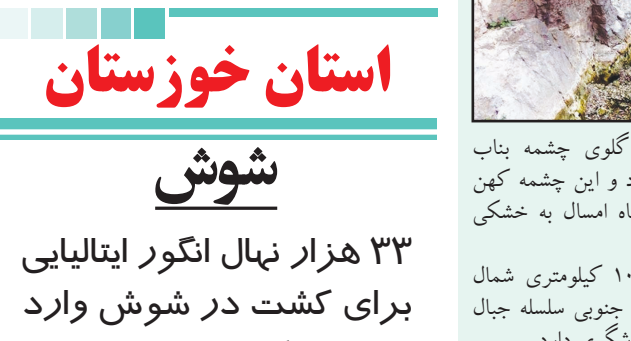 استان خوزستان
شوش
۳۳ هزار نهال انگور ایتالیایی
برای کشت در شوش وارد
گلوی چشمه بناب
و این چشمه کهن
امسال به خشکی
کیلومتری شمال
جنوبی سلسله جبال
دارد